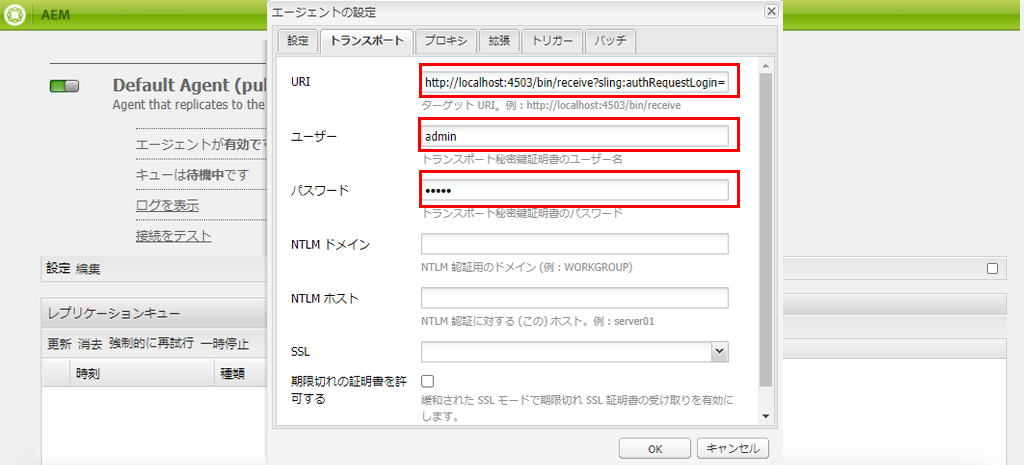 AEM
エージェントの設定
設定 トランスポート プロキシ 拡張 トリガー バッチ
Default Agent (pu
Agent that replicates to the
エージェントが有効で
キューは待機中です
ログを表示
接続をテスト
設定 編集
レプリケーションキュー
更新 消去 強制的に再試行 一時停止
時刻 種類
URI
http://localhost:4503/bin/receive?sling:authRequestLogin=
ターゲット URI。例：http://localhost:4503/bin/receive
ユーザー
admin
トランスポート秘密鍵証明書のユーザー名
パスワード
•••••
トランスポート秘密鍵証明書のパスワード
NTLM ドメイン
NTLM 認証用のドメイン (例：WORKGROUP)
NTLM ホスト
NTLM 認証に対する (この) ホスト。例：server01
SSL
期限切れの証明書を許
可する
緩和された SSL モードで期限切れ SSL 証明書の受け取りを有効に
します。
OK キャンセル